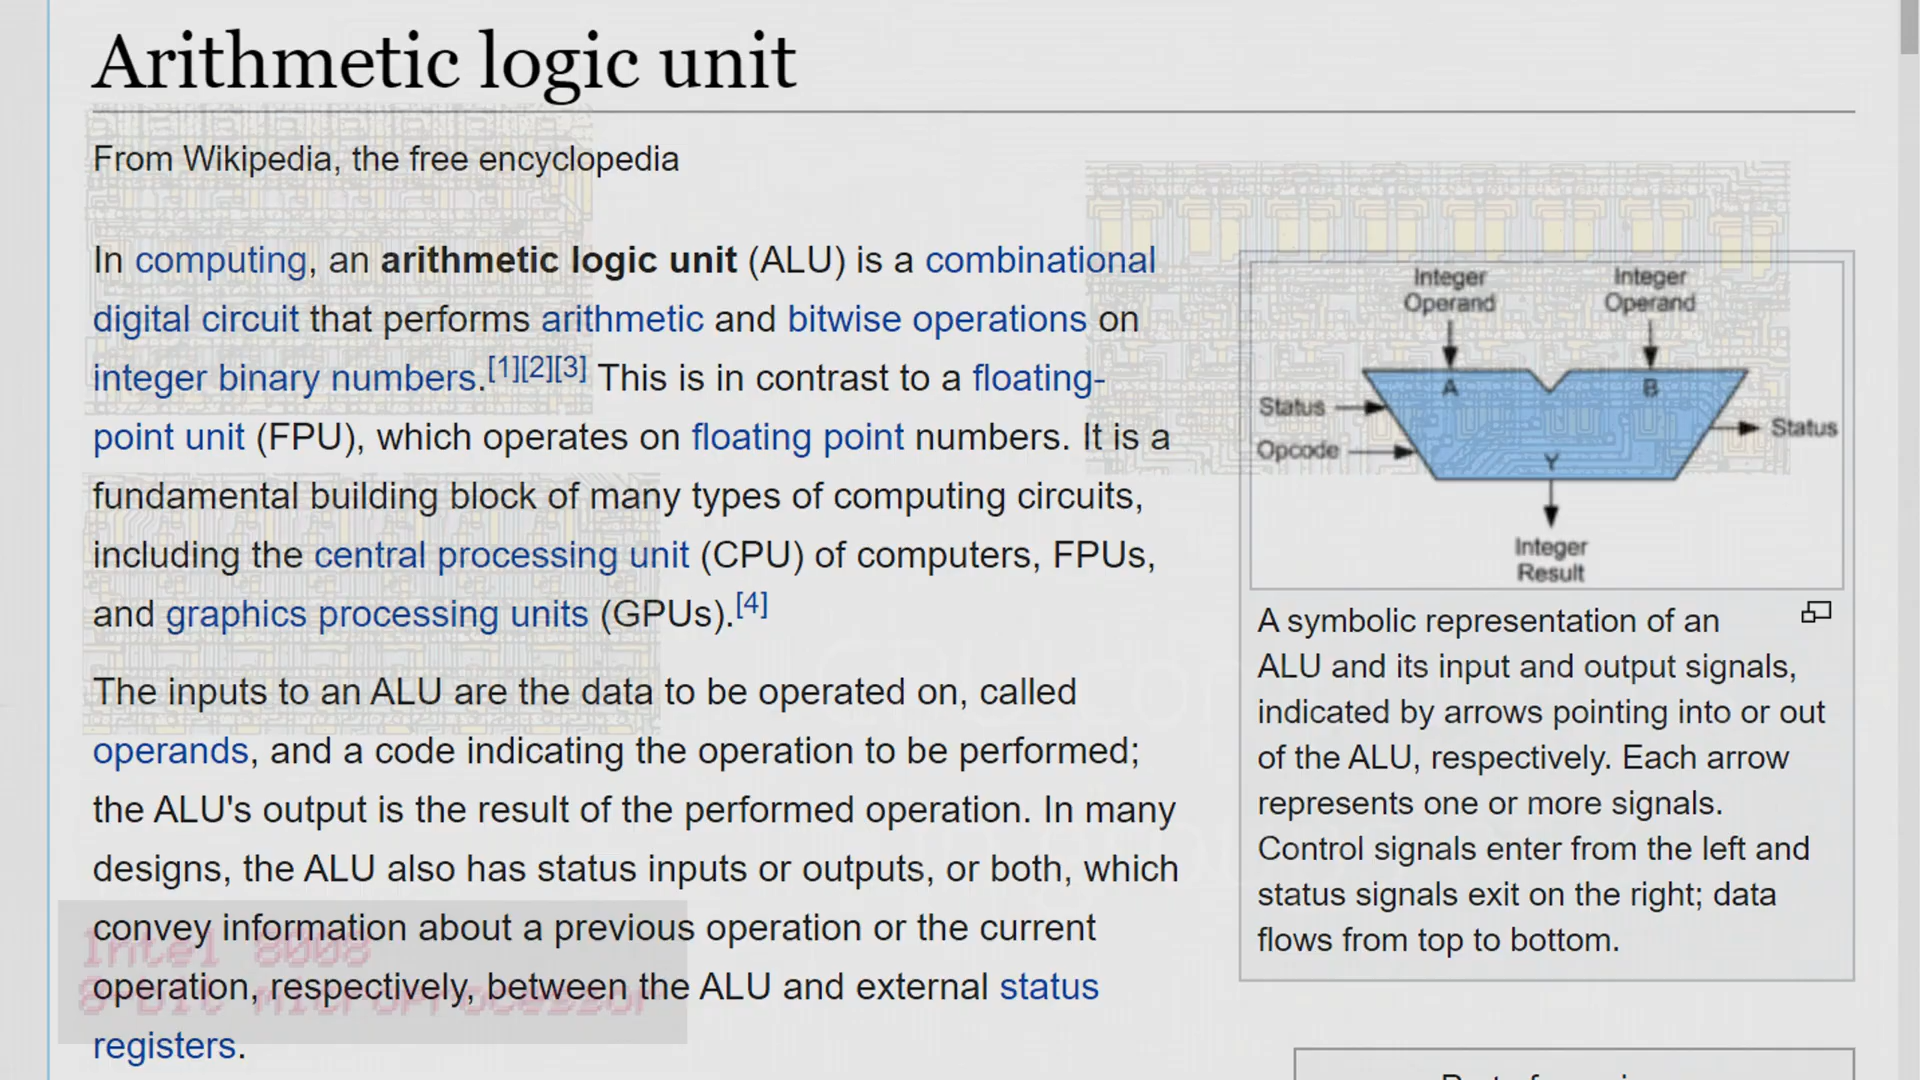 Arithmetic logic unit
From Wikipedia, the free encyclopedia
In computing, an arithmetic logic unit (ALU) is a combinational
digital circuit that performs arithmetic and bitwise operations on
integer binary numbers.[1][2][3] This is in contrast to a floating-
point unit (FPU), which operates on floating point numbers. It is a
fundamental building block of many types of computing circuits,
including the central processing unit (CPU) of computers, FPUs,
and graphics processing units (GPUs).[4]
The inputs to an ALU are the data to be operated on, called
operands, and a code indicating the operation to be performed;
the ALU's output is the result of the performed operation. In many
designs, the ALU also has status inputs or outputs, or both, which
convey information about a previous operation or the current
operation, respectively, between the ALU and external status
registers.
Intel 8008
8-bit microprocessor
Integer
Operand
Integer
Operand
A
B
Status
Opcode
Status
Y
Integer
Result
A symbolic representation of an
ALU and its input and output signals,
indicated by arrows pointing into or out
of the ALU, respectively. Each arrow
represents one or more signals.
Control signals enter from the left and
status signals exit on the right; data
flows from top to bottom.